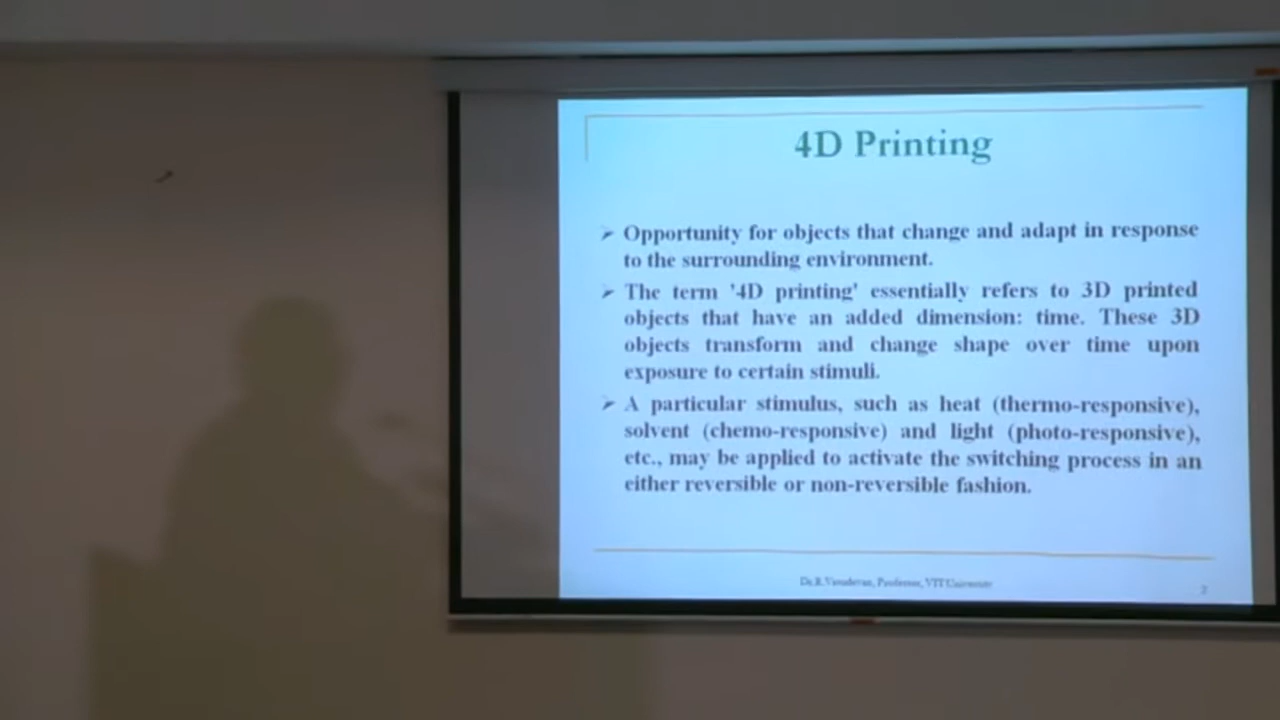 4D Printing
➢ Opportunity for objects that change and adapt in response
to the surrounding environment.
➢ The term '4D printing' essentially refers to 3D printed
objects that have an added dimension: time. These 3D
objects transform and change shape over time upon
exposure to certain stimuli.
➢ A particular stimulus, such as heat (thermo-responsive),
solvent (chemo-responsive) and light (photo-responsive),
etc., may be applied to activate the switching process in an
either reversible or non-reversible fashion.
Dr.R. Professor, VIT University